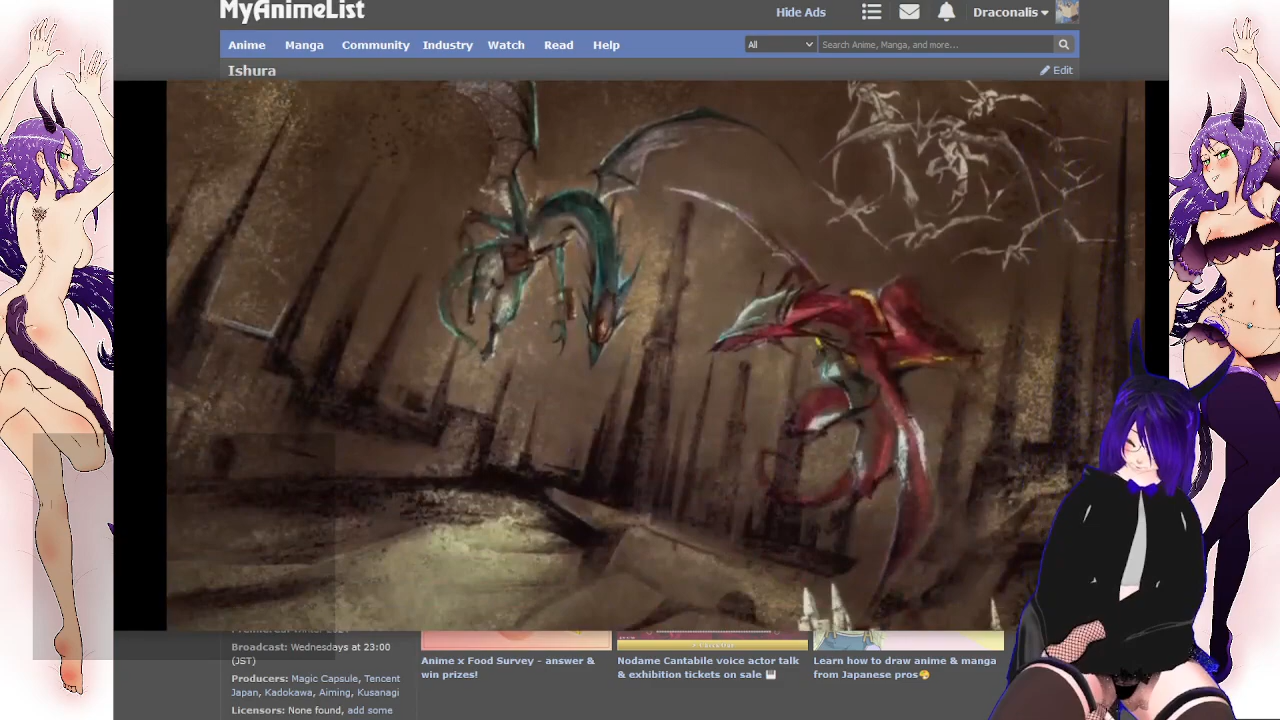 MyAnimeList
Hide Ads
Draconalis
Anime Manga Community Industry Watch Read Help
All
Search Anime, Manga, and more...
Ishura
Edit
Broadcast: Wednesdays at 23:00
(JST)
Producers: Magic Capsule, Tencent
Japan, Kadokawa, Aiming, Kusanagi
Licensors: None found, add some
Anime x Food Survey - answer &
win prizes!
Nodame Cantabile voice actor talk
& exhibition tickets on sale
Learn how to draw anime & manga
from Japanese pros